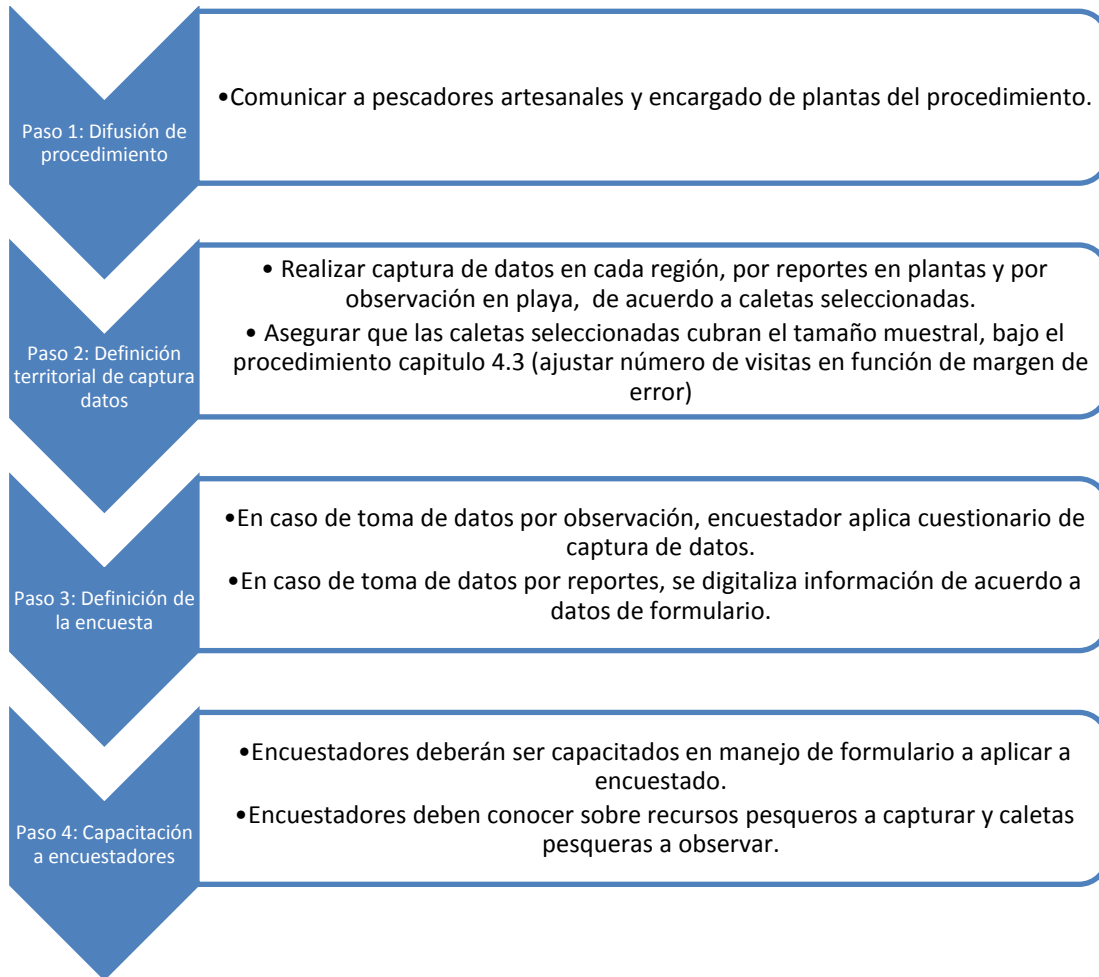 Paso 1: Difusión de
procedimiento
•Comunicar a pescadores artesanales y encargado de plantas del procedimiento.
Paso 2: Definición
territorial de captura
datos
• Realizar captura de datos en cada región, por reportes en plantas y por
observación en playa, de acuerdo a caletas seleccionadas.
• Asegurar que las caletas seleccionadas cubran el tamaño muestral, bajo el
procedimiento capitulo 4.3 (ajustar número de visitas en función de margen de
error)
Paso 3: Definición de
la encuesta
•En caso de toma de datos por observación, encuestador aplica cuestionario de
captura de datos.
•En caso de toma de datos por reportes, se digitaliza información de acuerdo a
datos de formulario.
Paso 4: Capacitación
a encuestadores
•Encuestadores deberán ser capacitados en manejo de formulario a aplicar a
encuestado.
•Encuestadores deben conocer sobre recursos pesqueros a capturar y caletas
pesqueras a observar.